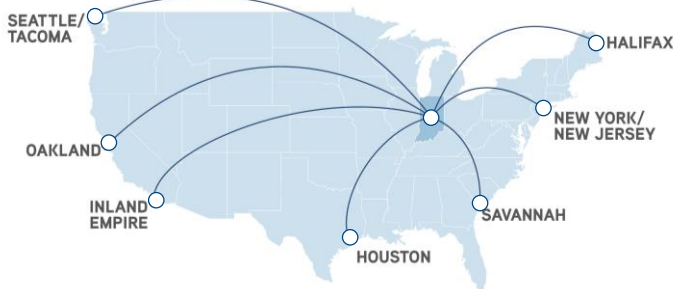 SEATTLE/
TACOMA
HALIFAX
NEW YORK/
NEW JERSEY
OAKLAND
INLAND
EMPIRE
SAVANNAH
HOUSTON